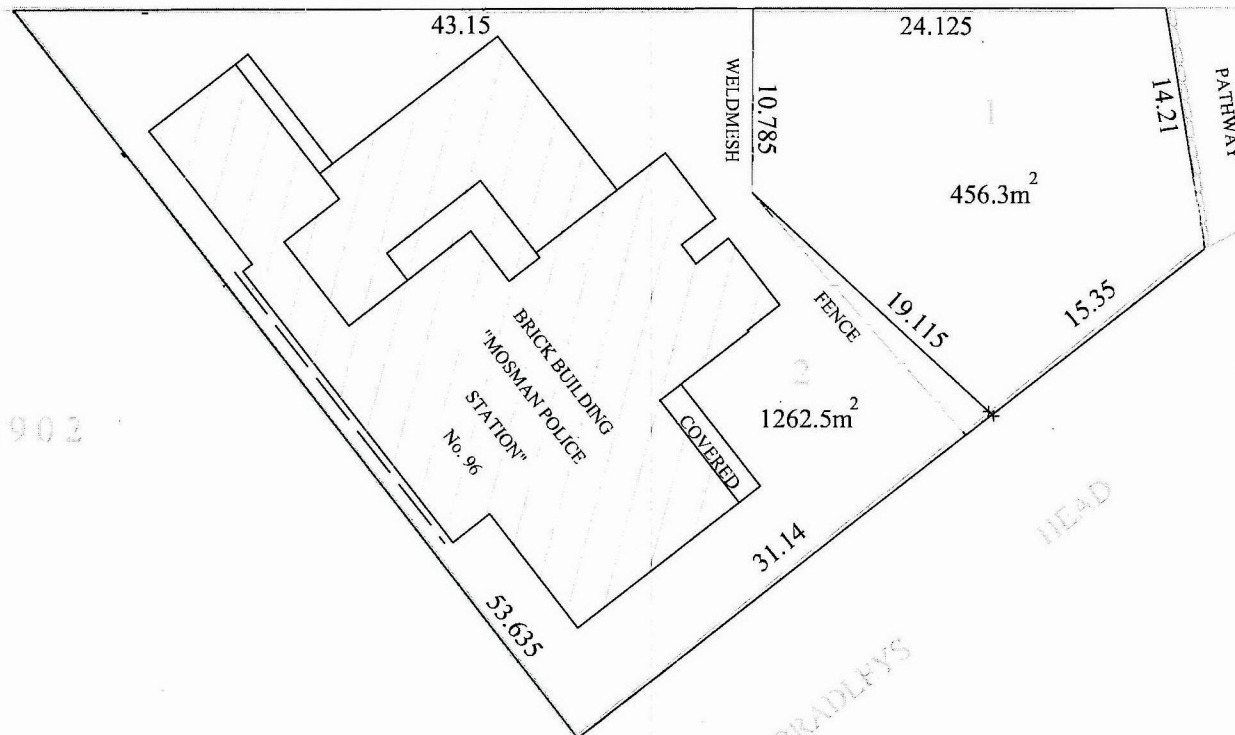 43.15
24.125
WELDMESH
10.785
14.21
PATHWAY
1
456.3m²
FENCE
19.115
15.35
BRICK BUILDING
"MOSMAN POLICE
STATION"
No. 96
2
1262.5m²
COVERED
902
31.14
HEAD
53.635
BRADLEYS